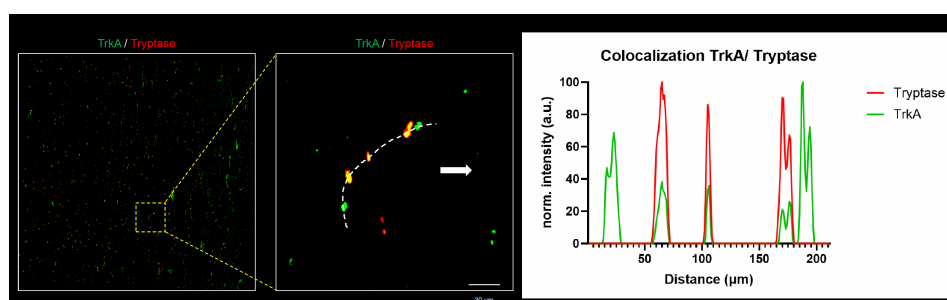 TrkA / Tryptase
TrkA / Tryptase
Colocalization TrkA/ Tryptase
norm. intensity (a.u.)
100
80
60
40
20
0
50
100
150
200
Distance (µm)
Tryptase
TrkA